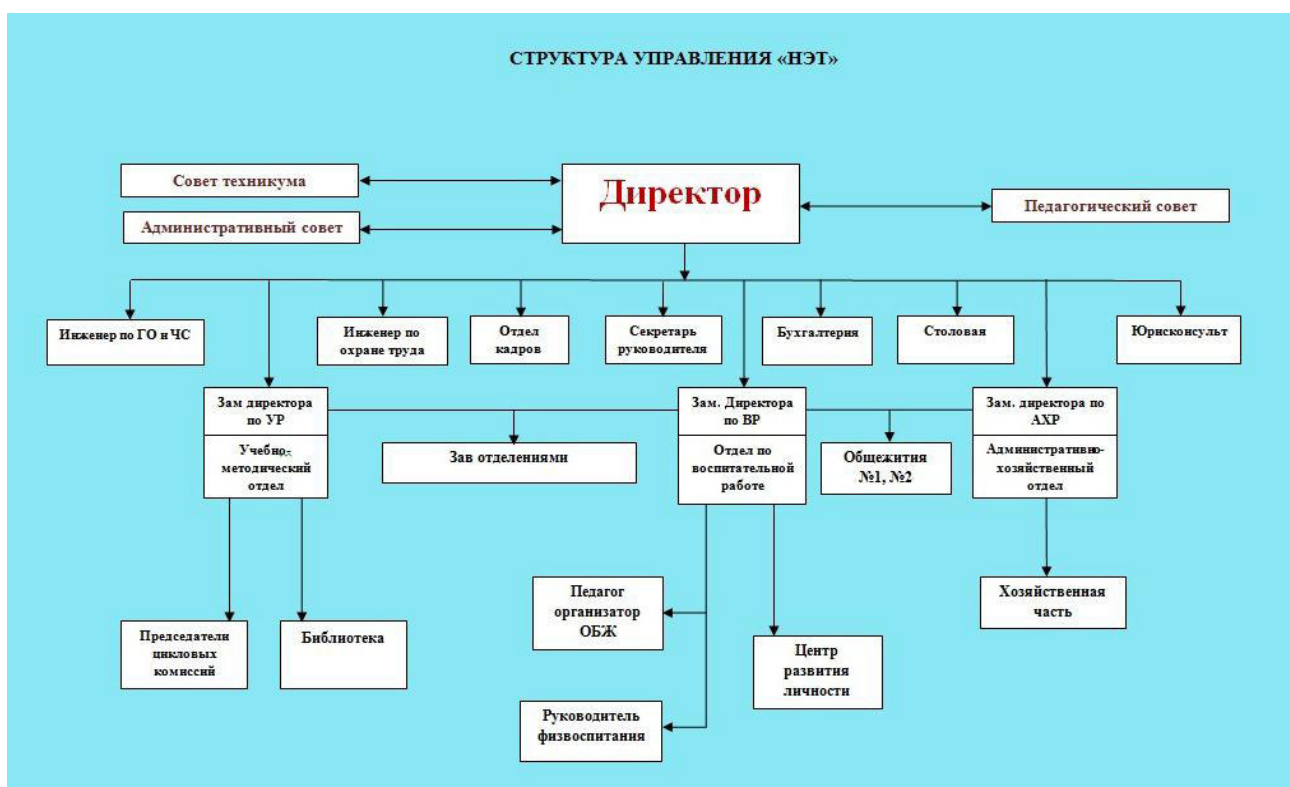 СТРУКТУРА УПРАВЛЕНИЯ «НЭТ»
Совет техникума
Директор
Педагогический совет
Административный совет
Инженер по ГО и ЧС
Инженер по
охране труда
Отдел
кадров
Секретарь
руководителя
Бухгалтерия
Столовая
Юрисконсульт
Зам директора
по УР
Учебно-
методический
отдел
Зав отделениями
Зам. Директора
по ВР
Отдел по
воспитательной
работе
Общежития
№1, №2
Зам. директора по
АХР
Административно-
хозяйственный
отдел
Председатели
цикловых
комиссий
Библиотека
Педагог
организатор
ОБЖ
Руководитель
физвоспитания
Центр
развития
личности
Хозяйственная
часть